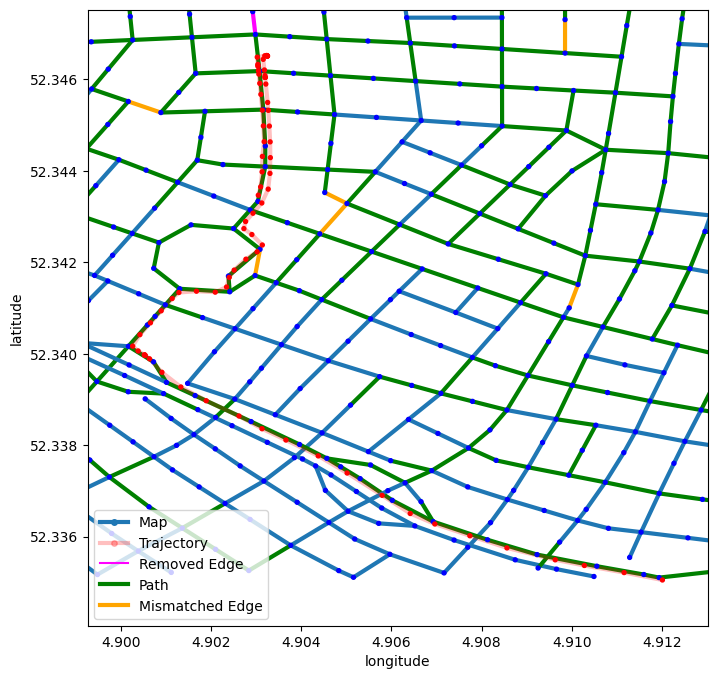 52.346
52.344
52.342
52.340
52.338
52.336
latitude
Map
Trajectory
Removed Edge
Path
Mismatched Edge
4.900 4.902 4.904 4.906 4.908 4.910 4.912
longitude